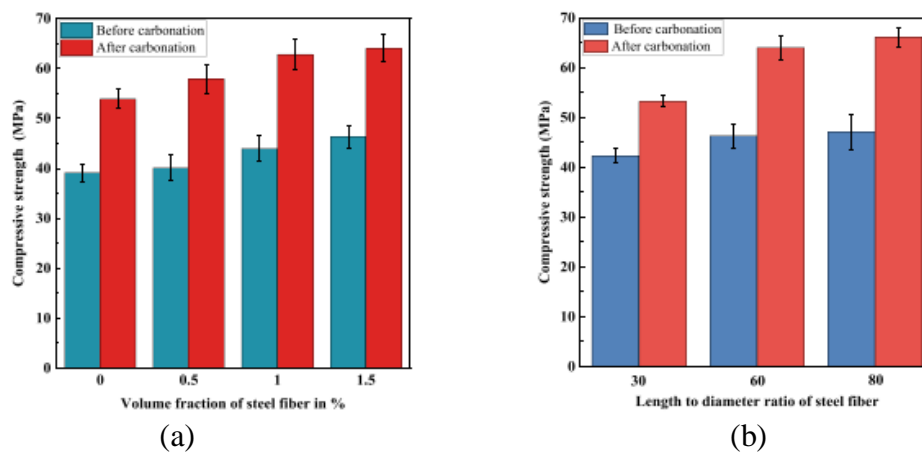 70
60
50
40
30
20
10
0
Before carbonation
After carbonation
Compressive strength (MPa)
0 0.5 1 1.5
Volume fraction of steel fiber in %
(a)
70
60
50
40
30
20
10
0
Before carbonation
After carbonation
Compressive strength (MPa)
30 60 80
Length to diameter ratio of steel fiber
(b)